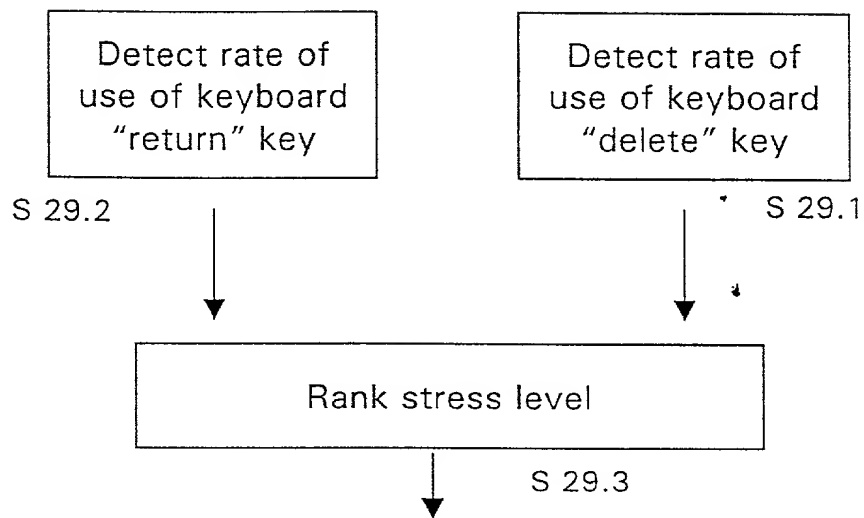 Detect rate of
use of keyboard
"return" key
Detect rate of
use of keyboard
"delete" key
S 29.2
S 29.1
Rank stress level
S 29.3